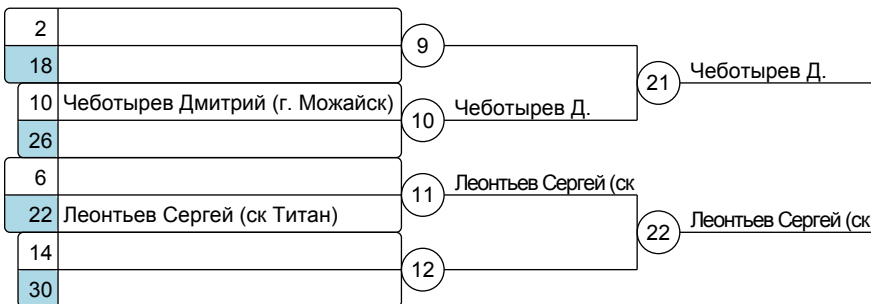 2
9
18
21 Чеботырев Д.
10 Чеботырев Дмитрий (г. Можайск)
10 Чеботырев Д.
26
6
11 Леонтьев Сергей (ск
22 Леонтьев Сергей (ск Титан)
22 Леонтьев Сергей (ск
14
12
30